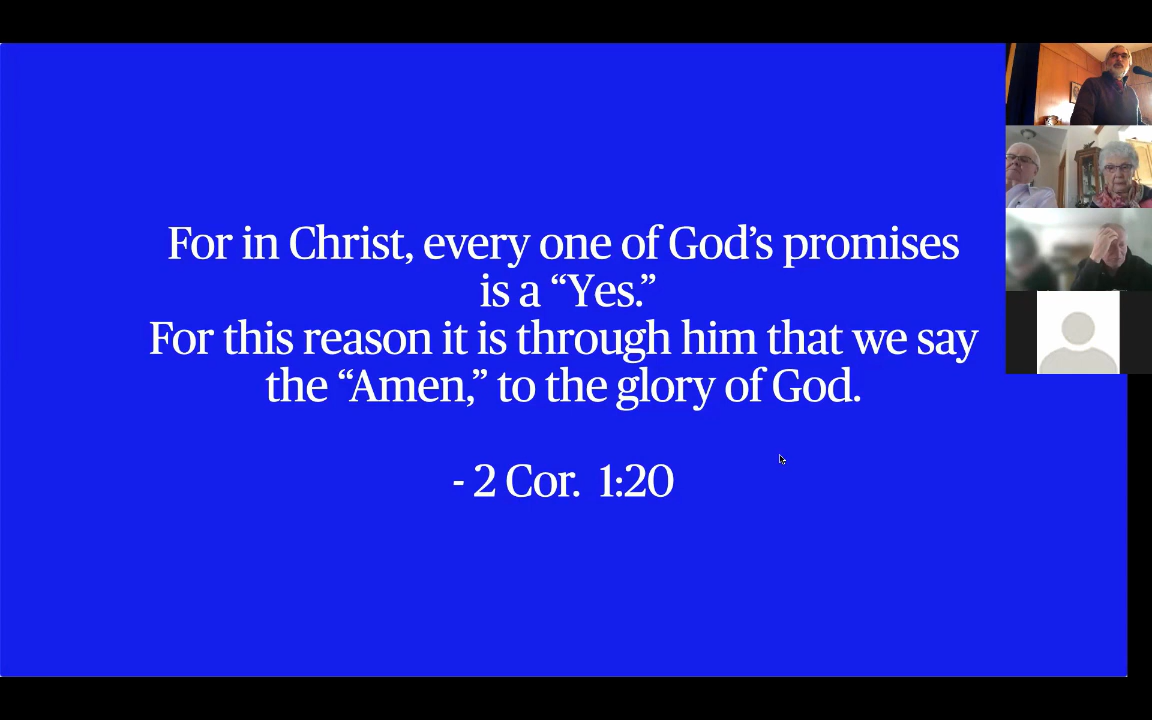 For in Christ, every one of God’s promises
is a “Yes.”
For this reason it is through him that we say
the “Amen,” to the glory of God.
- 2 Cor.  1:20